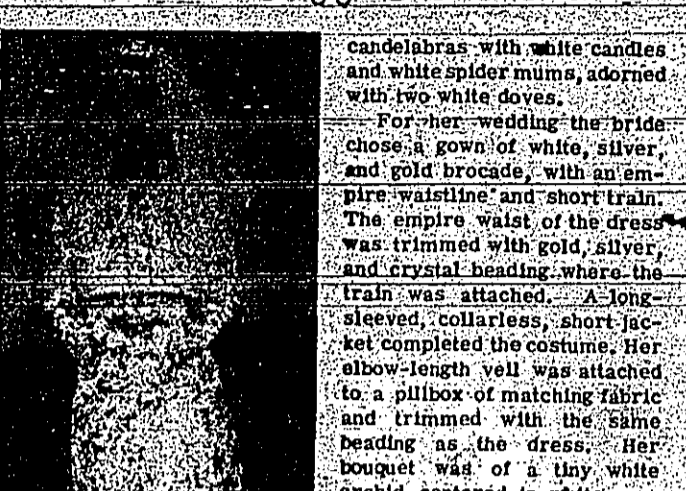 candelabras with white candles
and white spider mums, adorned
with two white doves.
For her wedding the bride
chose a gown of white, silver,
and gold brocade, with an em-
pire waistline and short train.
The empire waist of the dress
was trimmed with gold, silver,
and crystal beading where the
train was attached. A long-
sleeved, collarless, short jac-
ket completed the costume. Her
elbow-length veil was attached
to a pillbox of matching fabric
and trimmed with the same
beading as the dress. Her
bouquet was of a tiny white
orchid centered in